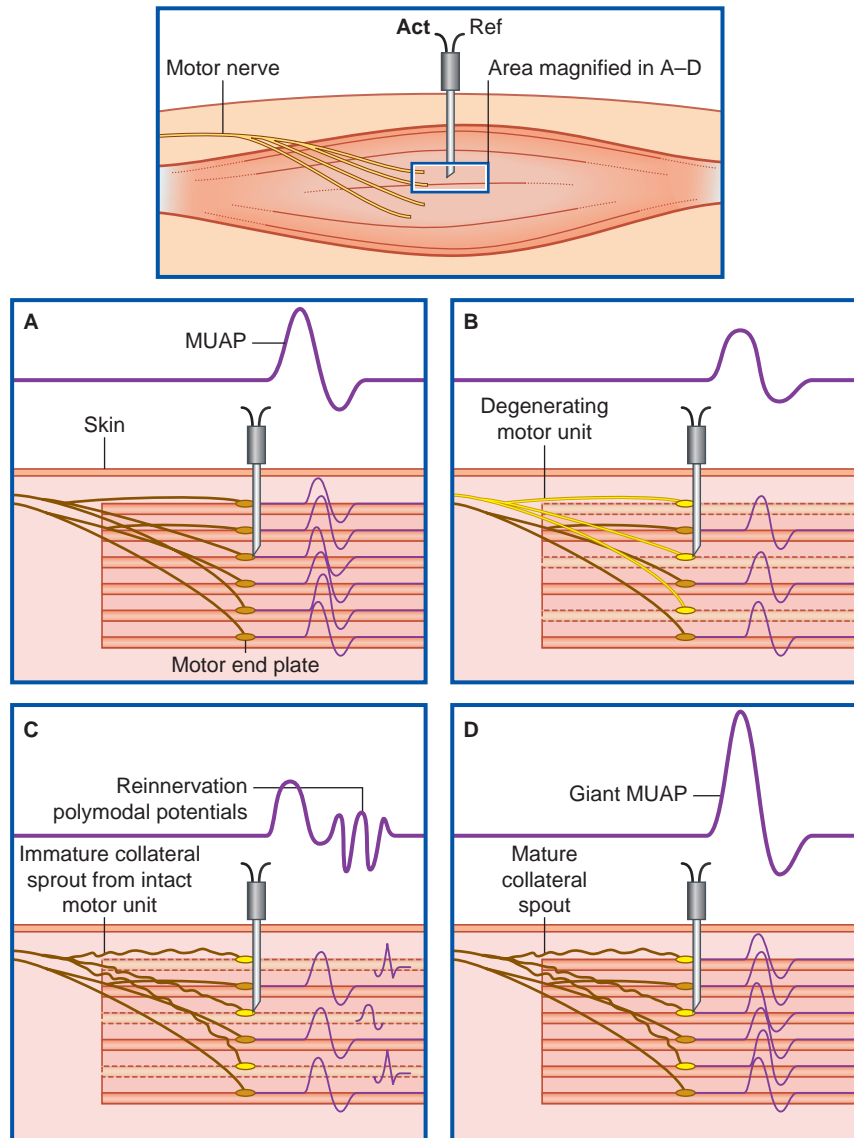 Act Ref
Motor nerve
Area magnified in A–D
A
MUAP
Skin
Motor end plate
B
Degenerating
motor unit
C
Reinnervation
polymodal potentials
Immature collateral
sprout from intact
motor unit
D
Giant MUAP
Mature
collateral
spout